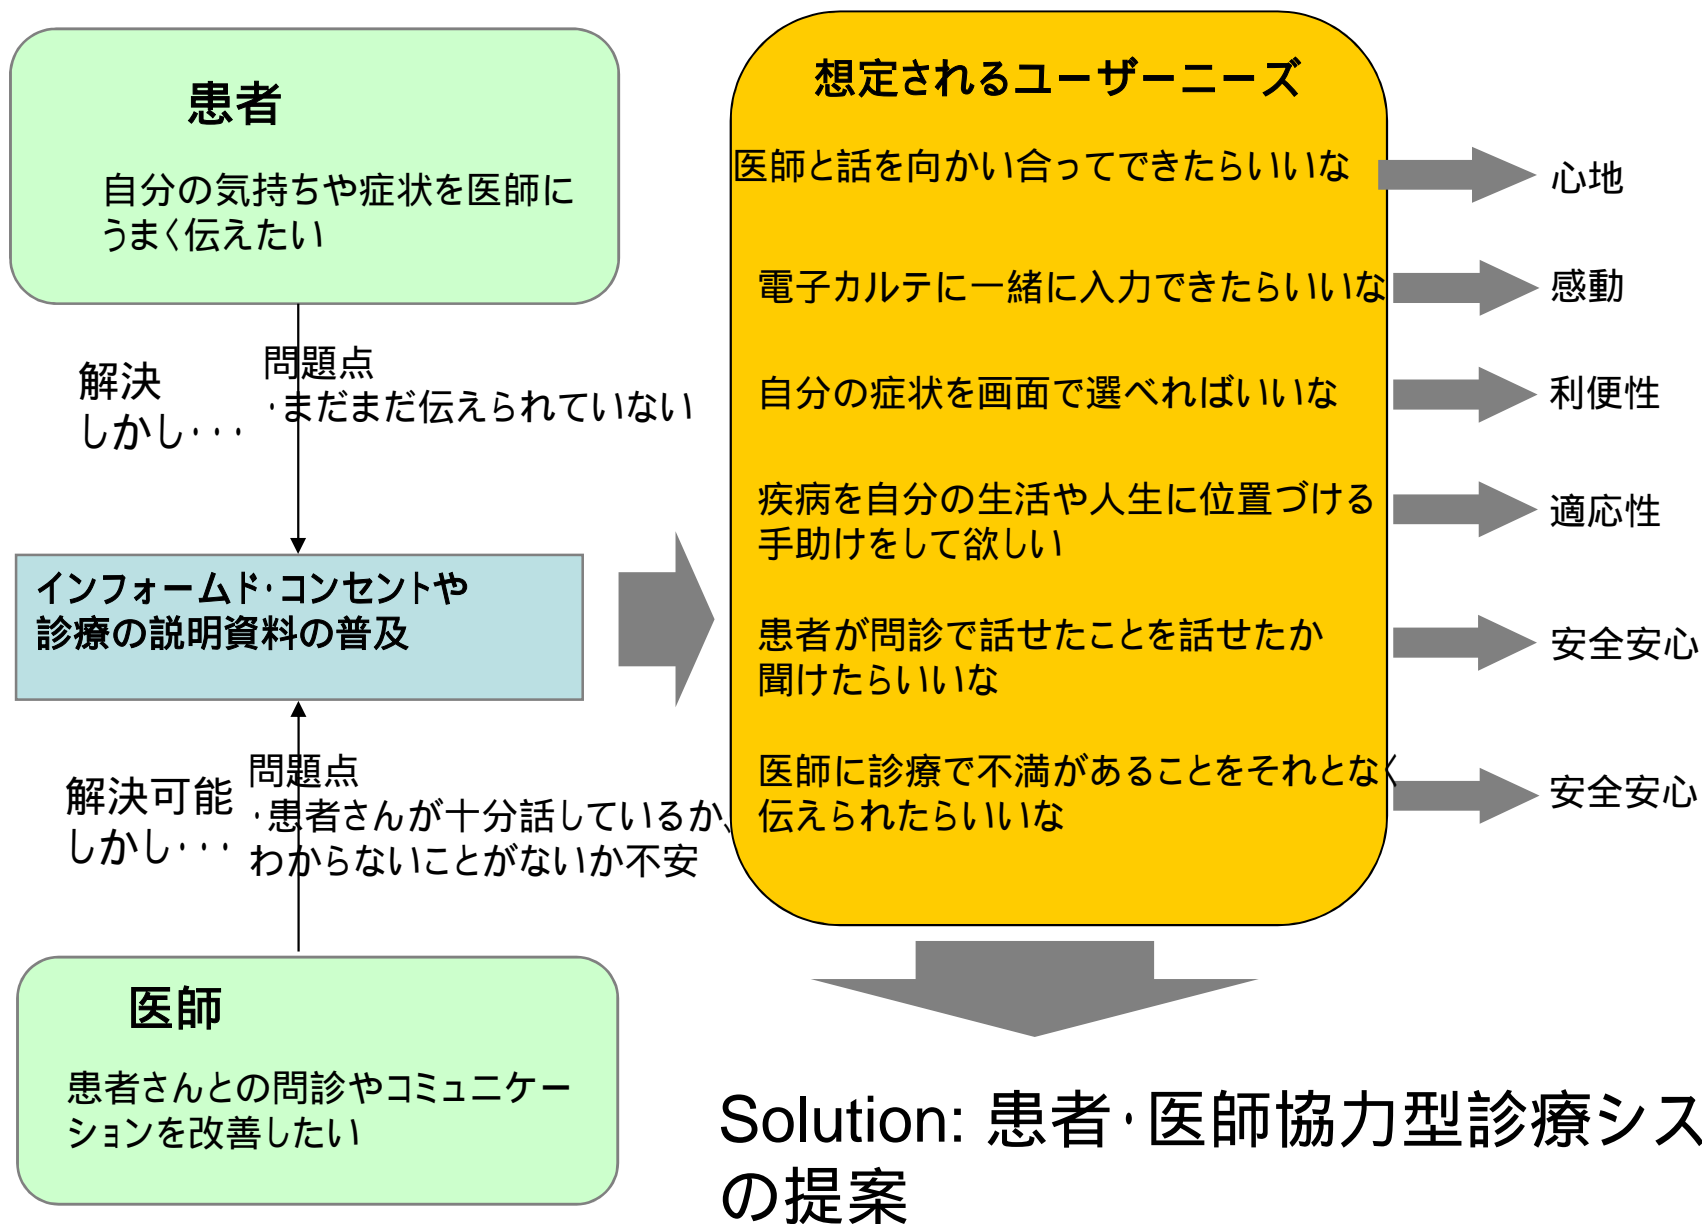 患者
自分の気持ちや症状を医師に
うまく伝えたい
解決
しかし・・・
問題点
・まだまだ伝えられていない
インフォームド・コンセントや
診療の説明資料の普及
解決可能
しかし・・・
問題点
・患者さんが十分話しているか、
わからないことがないか不安
医師
患者さんとの問診やコミュニケー
ションを改善したい
想定されるユーザーニーズ
医師と話を向かい合ってできたらいいな
心地
電子カルテに一緒に入力できたらいいな
感動
自分の症状を画面で選べればいいな
利便性
疾病を自分の生活や人生に位置づける
手助けをして欲しい
適応性
患者が問診で話せたことを話せたか
聞けたらいいな
安全安心
医師に診療で不満があることをそれとなく
伝えられたらいいな
安全安心
Solution: 患者・医師協力型診療シス
の提案